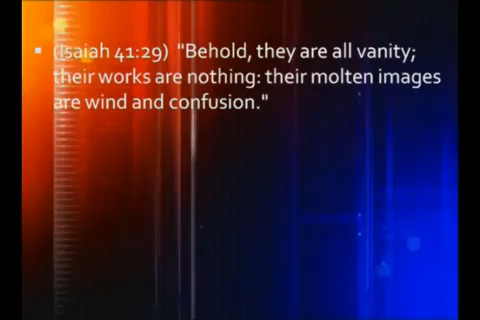 (Isaiah 41:29) "Behold, they are all vanity;
their works are nothing: their molten images
are wind and confusion."